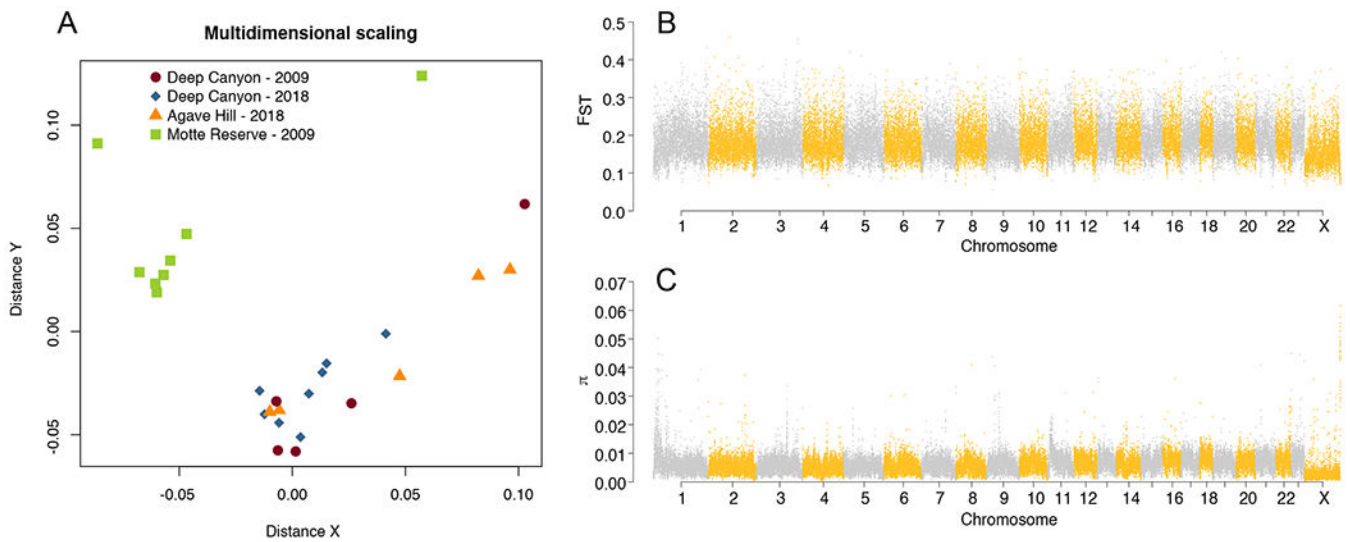 A
Multidimensional scaling
Deep Canyon - 2009
Deep Canyon - 2018
Agave Hill - 2018
Motte Reserve - 2009
Distance Y
0.10
0.05
0.00
-0.05
-0.05 0.00 0.05 0.10
Distance X
B
FST
0.5
0.4
0.3
0.2
0.1
0.0
1 2 3 4 5 6 7 8 9 10 11 12 14 16 18 20 22 X
Chromosome
C
π
0.07
0.06
0.05
0.04
0.03
0.02
0.01
0.00
1 2 3 4 5 6 7 8 9 10 11 12 14 16 18 20 22 X
Chromosome